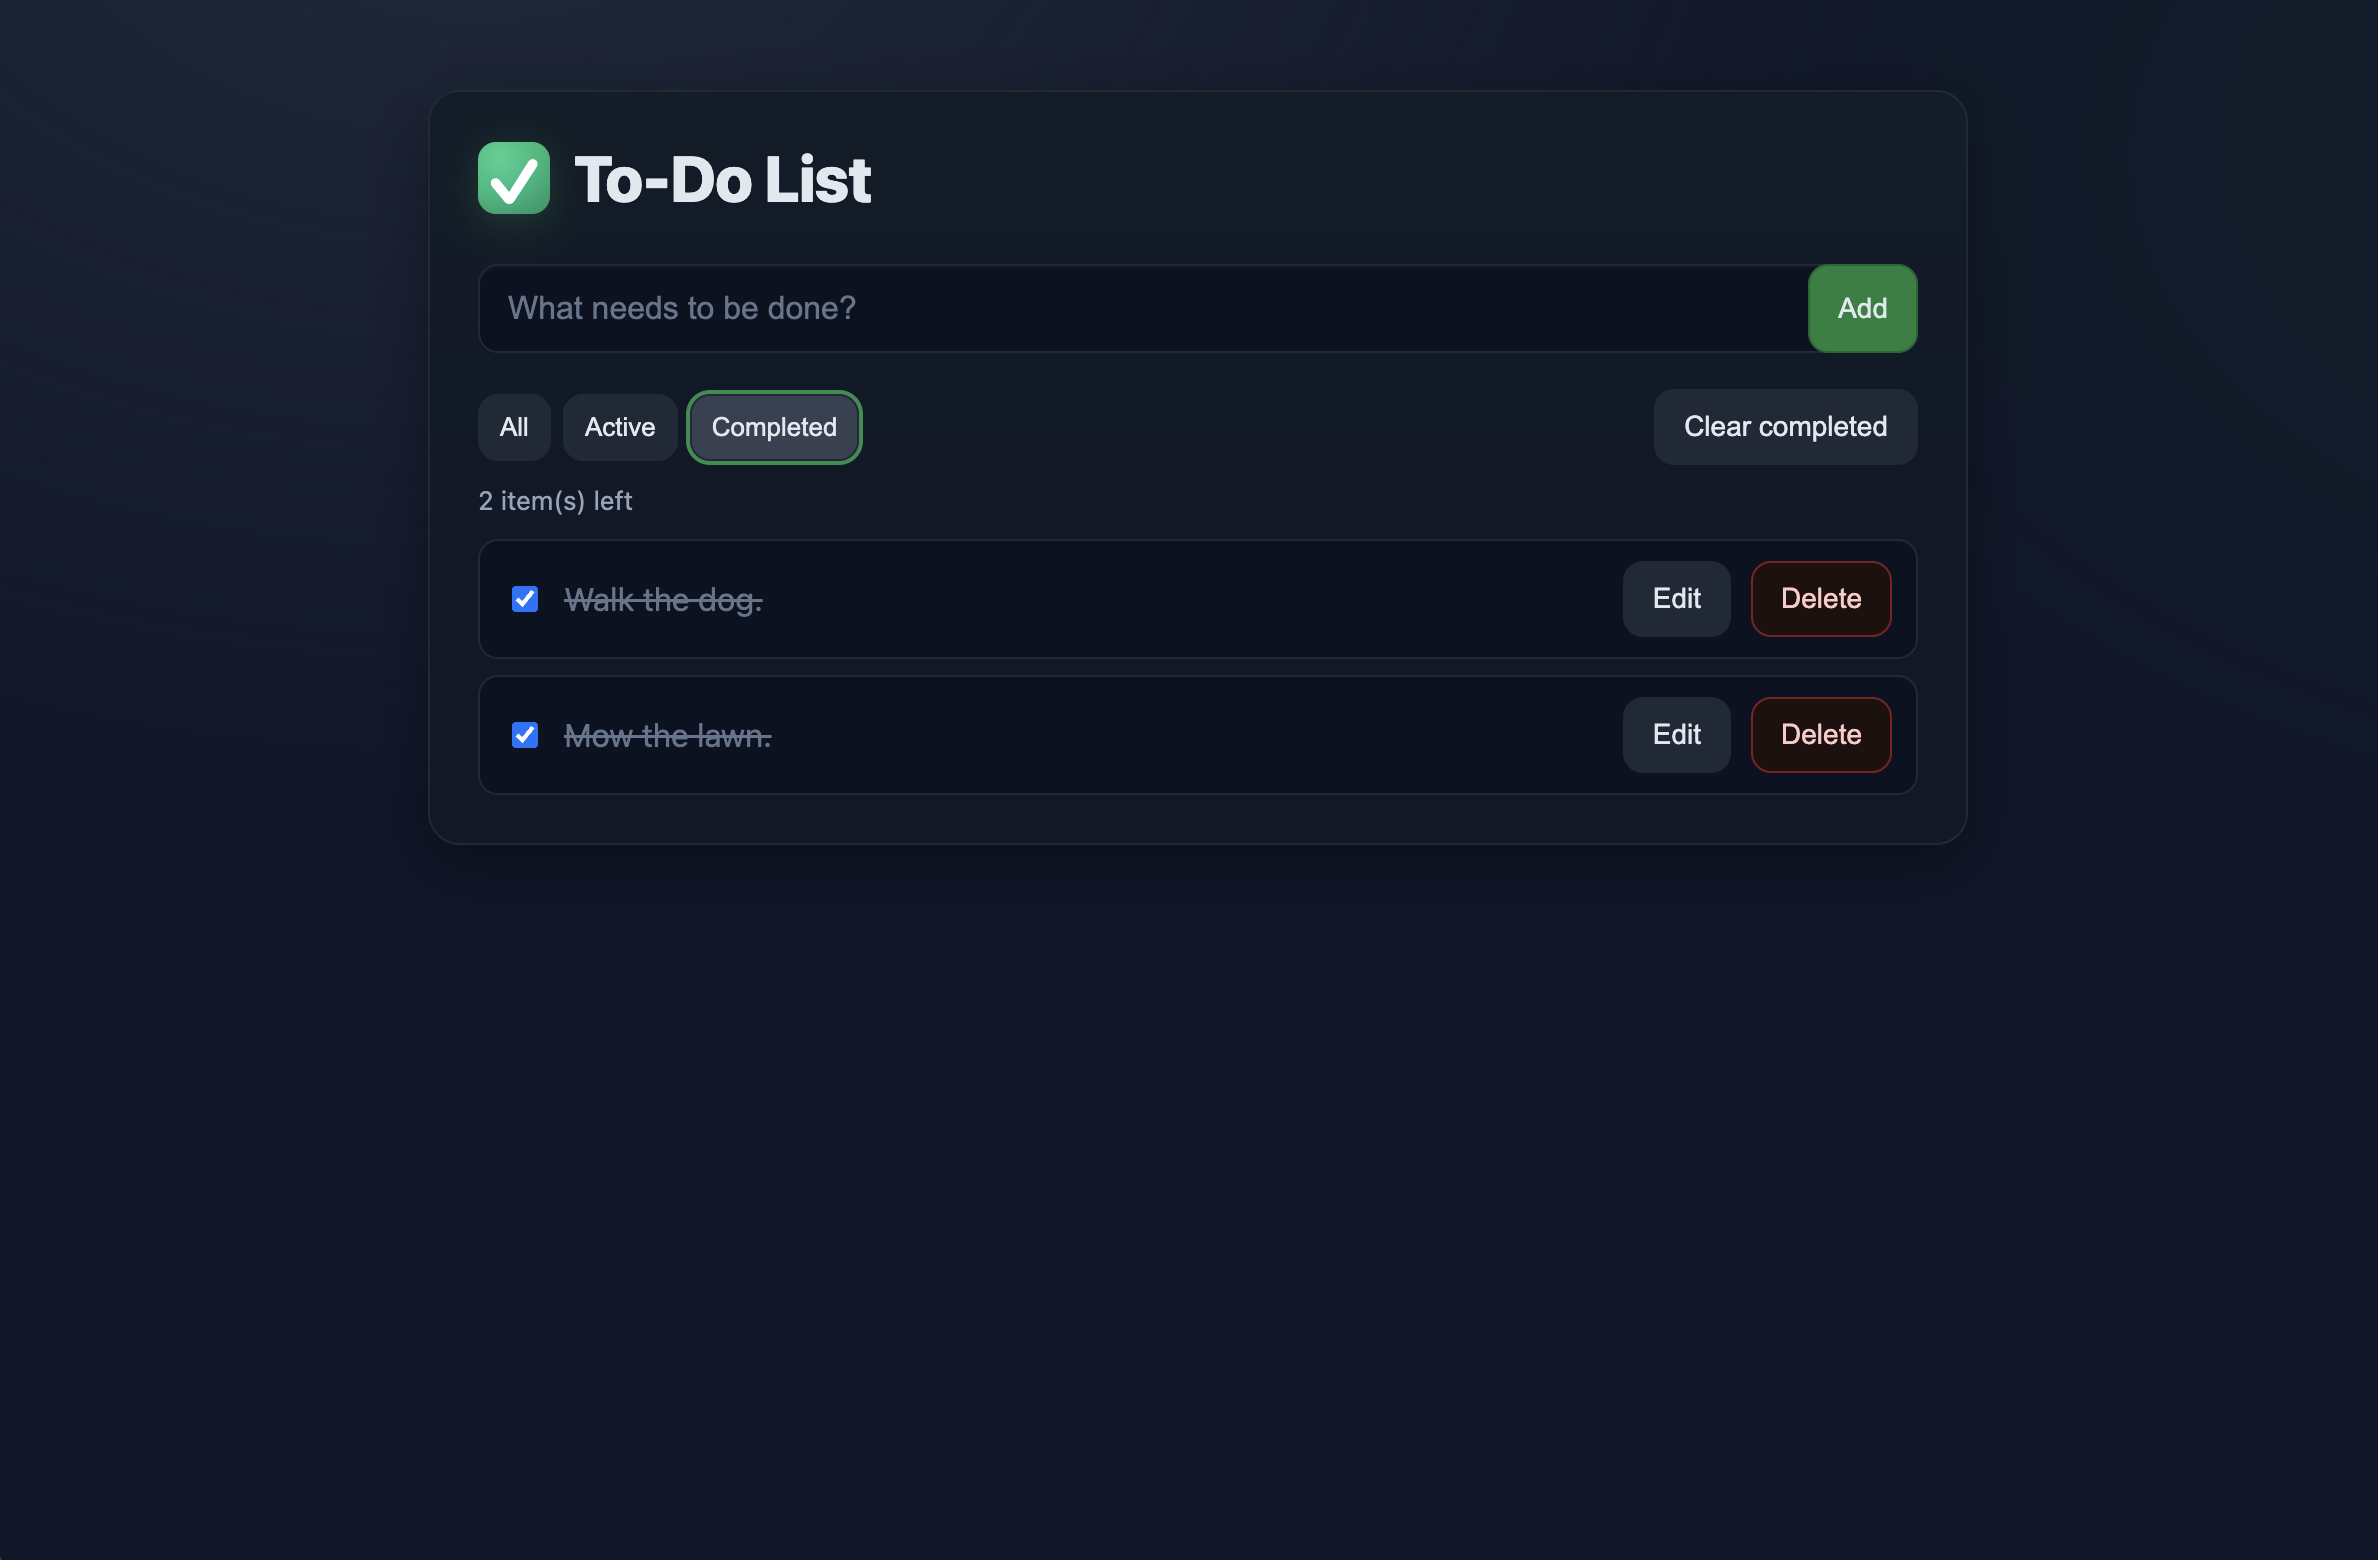 To-Do List
What needs to be done?
Add
All
Active
Completed
Clear completed
2 item(s) left
Walk the dog.
Edit
Delete
Mow the lawn.
Edit
Delete